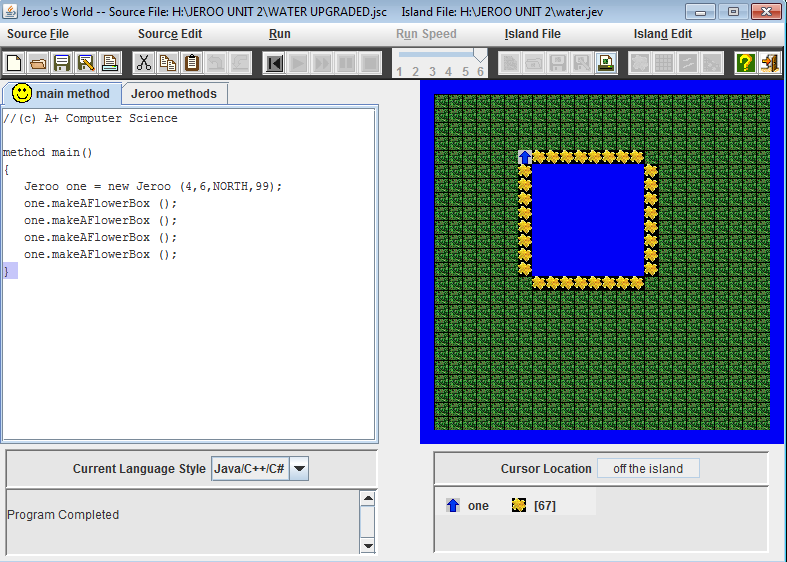 Jeroo's World -- Source File: H:\JEROO UNIT 2\WATER UPGRADED.jsc    Island File: H:\JEROO UNIT 2\water.jev
Source File Source Edit Run Run Speed Island File Island Edit Help
1 2 3 4 5 6
main method Jeroo methods
//(c) A+ Computer Science
method main()
{
Jeroo one = new Jeroo (4,6,NORTH,99);
one.makeAFlowerBox ();
one.makeAFlowerBox ();
one.makeAFlowerBox ();
one.makeAFlowerBox ();
}
Current Language Style Java/C++/C#
Program Completed
Cursor Location off the island
one [67]